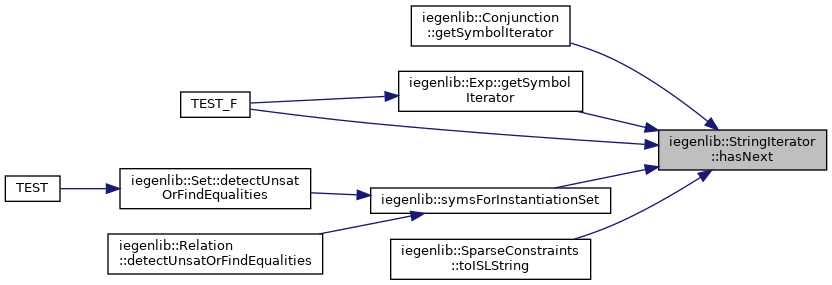 iegenlib::Conjunction
::getSymbolIterator
iegenlib::Exp::getSymbol
Iterator
TEST_F
iegenlib::StringIterator
::hasNext
iegenlib::Set::detectUnsat
OrFindEqualities
TEST
iegenlib::symsForInstantiationSet
iegenlib::Relation
::detectUnsatOrFindEqualities
iegenlib::SparseConstraints
::toISLString